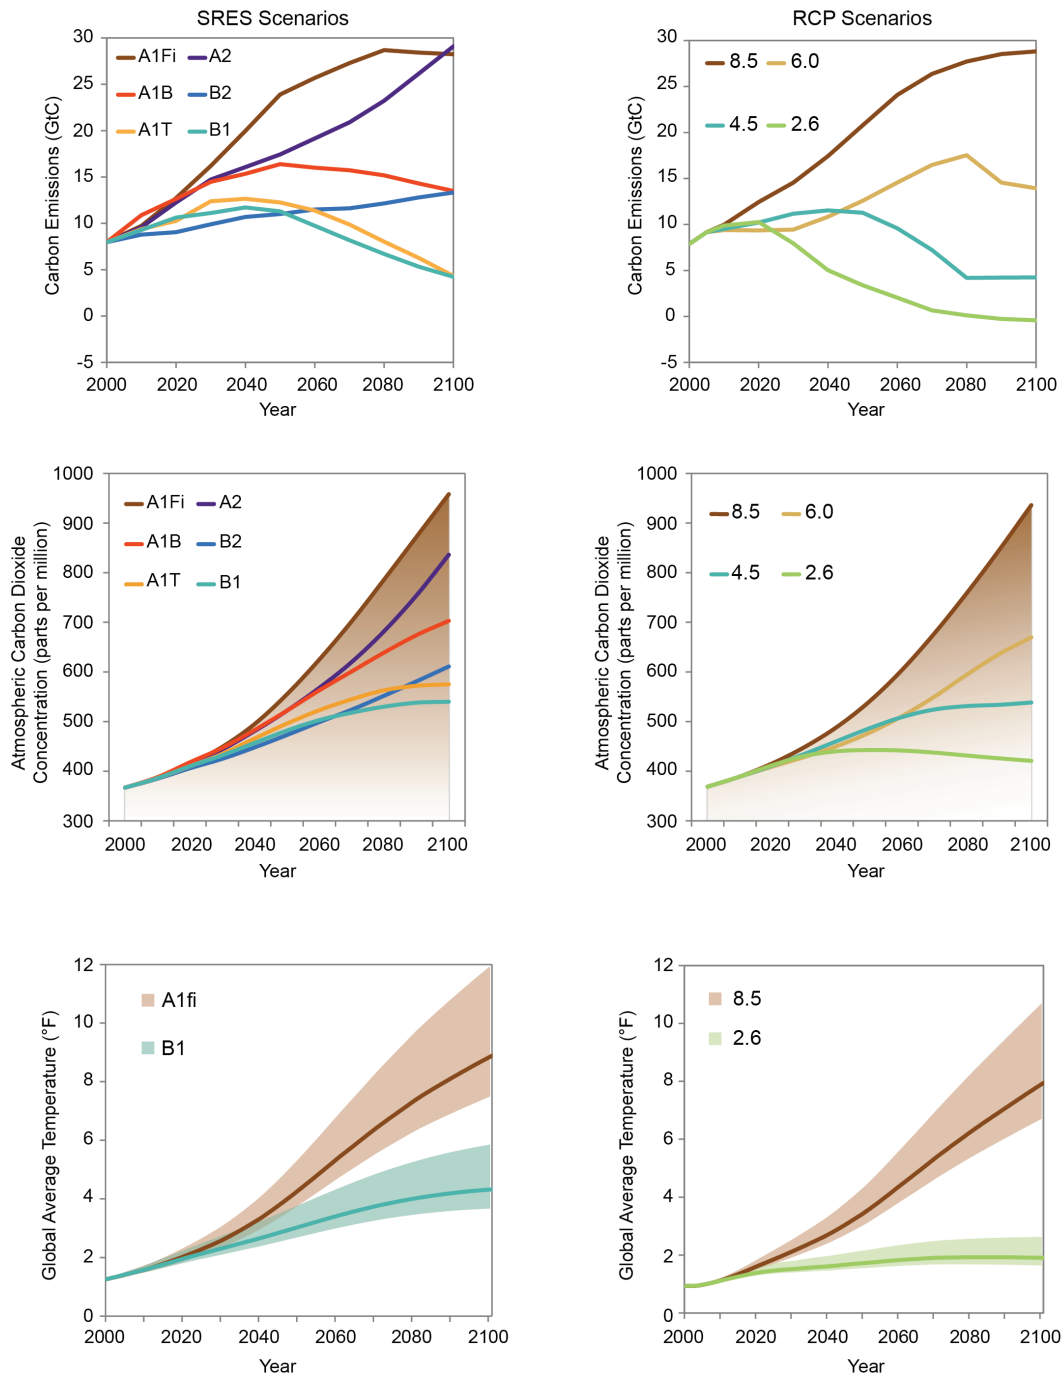 SRES Scenarios
30
25
20
15
10
5
0
-5
Carbon Emissions (GtC)
A1Fi A2
A1B B2
A1T B1
2000 2020 2040 2060 2080 2100
Year
RCP Scenarios
30
25
20
15
10
5
0
-5
Carbon Emissions (GtC)
8.5 6.0
4.5 2.6
2000 2020 2040 2060 2080 2100
Year
1000
900
800
700
600
500
400
300
Atmospheric Carbon Dioxide
Concentration (parts per million)
A1Fi A2
A1B B2
A1T B1
2000 2020 2040 2060 2080 2100
Year
1000
900
800
700
600
500
400
300
Atmospheric Carbon Dioxide
Concentration (parts per million)
8.5 6.0
4.5 2.6
2000 2020 2040 2060 2080 2100
Year
12
10
8
6
4
2
0
Global Average Temperature (°F)
A1fi
B1
2000 2020 2040 2060 2080 2100
Year
12
10
8
6
4
2
0
Global Average Temperature (°F)
8.5
2.6
2000 2020 2040 2060 2080 2100
Year